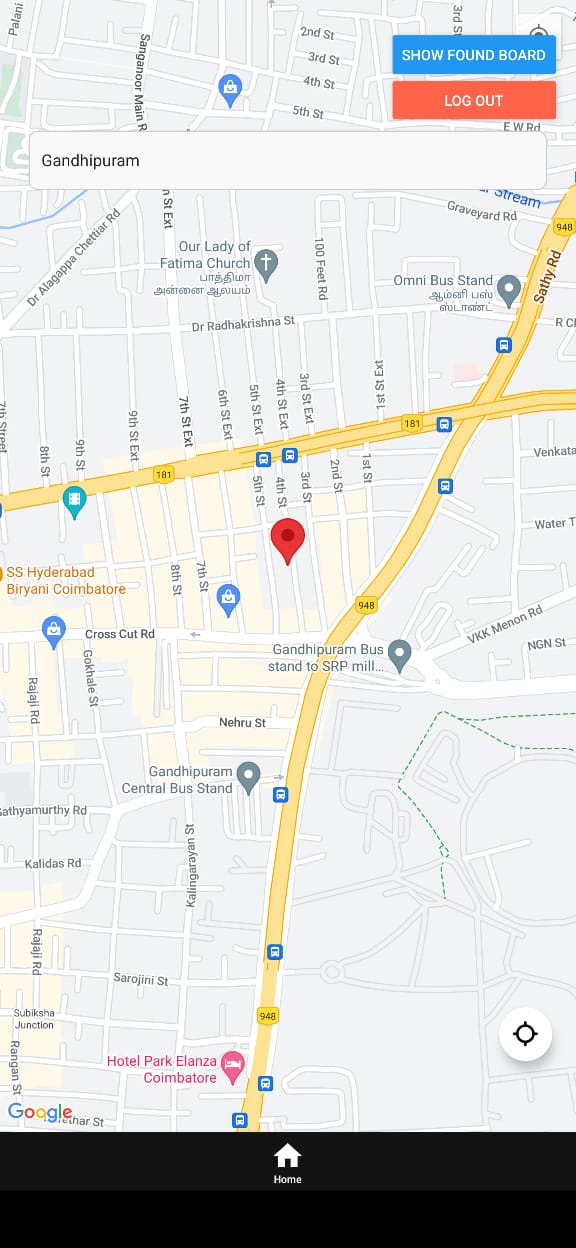 Palani
Sanganoor Main R
2nd St
3rd St
4th St
5th St
3rd St
SHOW FOUND BOARD
LOG OUT
E W Rd
Gandhipuram
Stream
Graveyard Rd
948
Sathy Rd
Dr Alagappa Chettiar Rd
n St Ext
Our Lady of
Fatima Church
பாத்திமா
அன்னை ஆலயம்
100 Feet Rd
Omni Bus Stand
ஆம்னி பஸ்
ஸ்டாண்ட்
Dr Radhakrishna St
R C
7th Street
8th St
9th St
9th St Ext
7th St Ext
6th St Ext
5th St Ext
4th St Ext
3rd St Ext
1st St Ext
181
181
Venkata
5th St
4th St
3rd St
2nd St
1st St
Water T
SS Hyderabad
Biryani Coimbatore
8th St
7th St
948
VKK Menon Rd
NGN St
Cross Cut Rd
Gandhipuram Bus
stand to SRP mill...
Gokhale St
Rajaji Rd
Nehru St
Gandhipuram
Central Bus Stand
Sathyamurthy Rd
Kalingarayan St
Kalidas Rd
Rajaji Rd
Sarojini St
Subiksha
Junction
948
Rangan St
Hotel Park Elanza
Coimbatore
Google
ethar St
Home